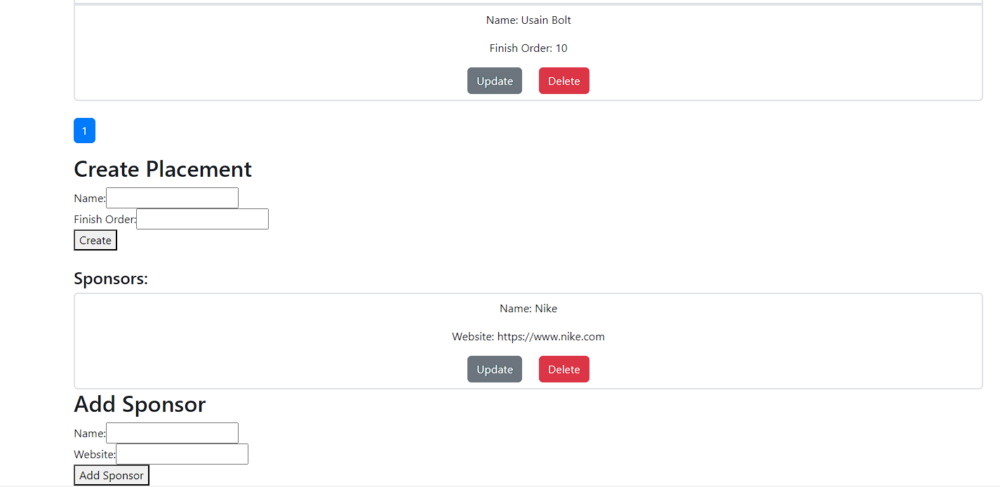 Name: Usain Bolt
Finish Order: 10
Update Delete
1
Create Placement
Name:
Finish Order:
Create
Sponsors:
Name: Nike
Website: https://www.nike.com
Update Delete
Add Sponsor
Name:
Website:
Add Sponsor